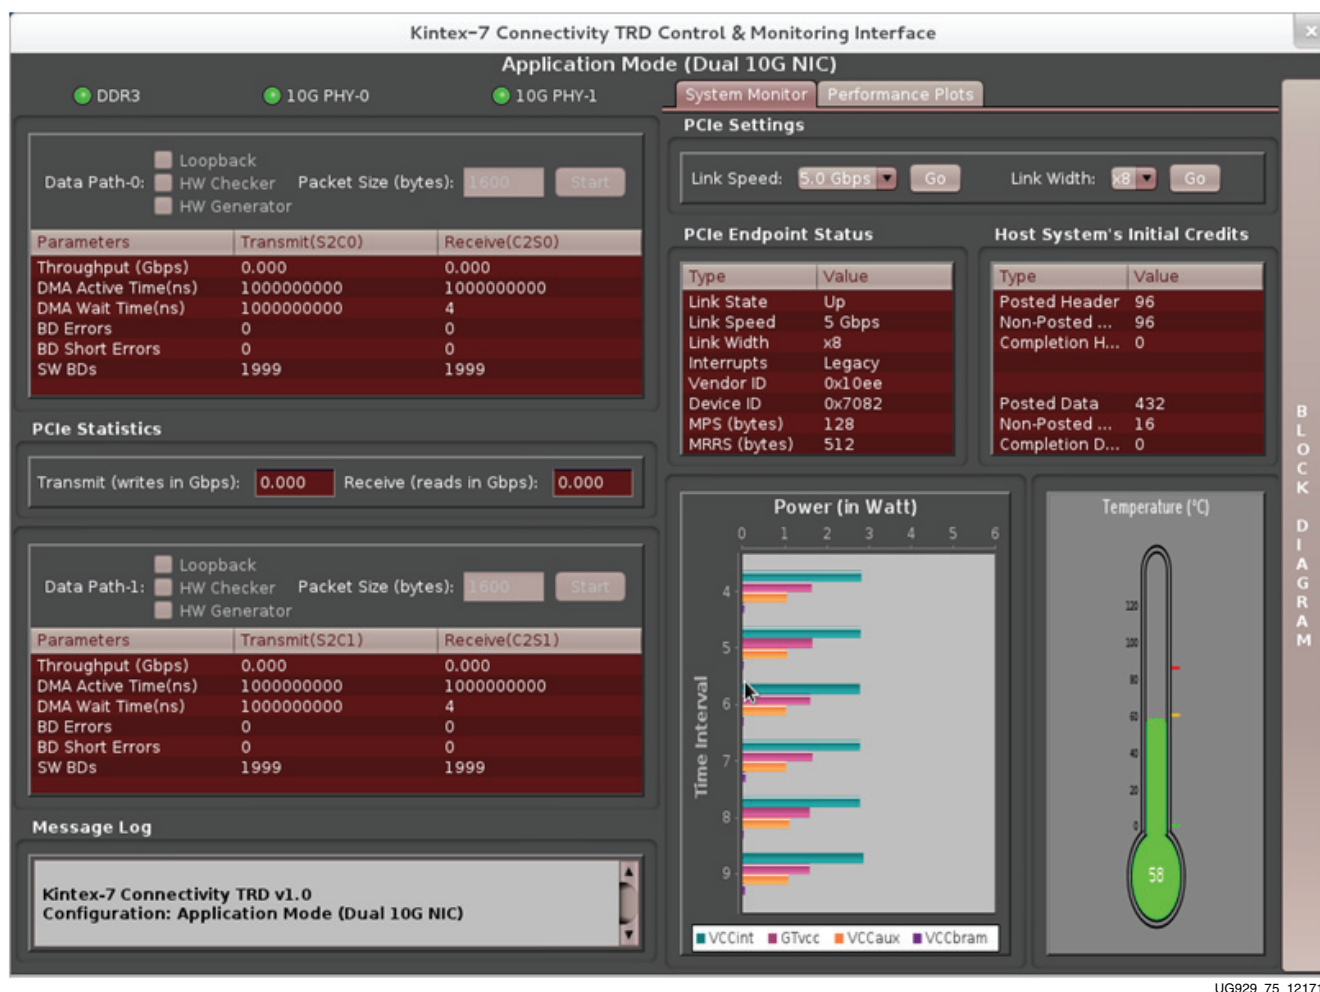 Kintex-7 Connectivity TRD Control & Monitoring Interface
Application Mode (Dual 10G NIC)
DDR3 10G PHY-0 10G PHY-1
Data Path-0:
Loopback
HW Checker
HW Generator
Packet Size (bytes): 1600 Start
Parameters Transmit(S2C0) Receive(C2S0)
Throughput (Gbps) 0.000 0.000
DMA Active Time(ns) 1000000000 1000000000
DMA Wait Time(ns) 1000000000 4
BD Errors 0 0
BD Short Errors 0 0
SW BDs 1999 1999
PCIe Statistics
Transmit (writes in Gbps): 0.000 Receive (reads in Gbps): 0.000
Data Path-1:
Loopback
HW Checker
HW Generator
Packet Size (bytes): 1600 Start
Parameters Transmit(S2C1) Receive(C2S1)
Throughput (Gbps) 0.000 0.000
DMA Active Time(ns) 1000000000 1000000000
DMA Wait Time(ns) 1000000000 4
BD Errors 0 0
BD Short Errors 0 0
SW BDs 1999 1999
Message Log
Kintex-7 Connectivity TRD v1.0
Configuration: Application Mode (Dual 10G NIC)
System Monitor Performance Plots
PCIe Settings
Link Speed: 5.0 Gbps Go Link Width: x8 Go
PCIe Endpoint Status
Type Value
Link State Up
Link Speed 5 Gbps
Link Width x8
Interrupts Legacy
Vendor ID 0x10ee
Device ID 0x7082
MPS (bytes) 128
MRRS (bytes) 512
Host System's Initial Credits
Type Value
Posted Header 96
Non-Posted ... 96
Completion H... 0
Posted Data 432
Non-Posted ... 16
Completion D... 0
Power (in Watt)
0 1 2 3 4 5 6
Time Interval
4
5
6
7
8
9
VCCint GTvcc VCCaux VCCbram
Temperature (°C)
120
100
80
60
40
20
0
58
BLOCK DIAGRAM
UG929_75_12171